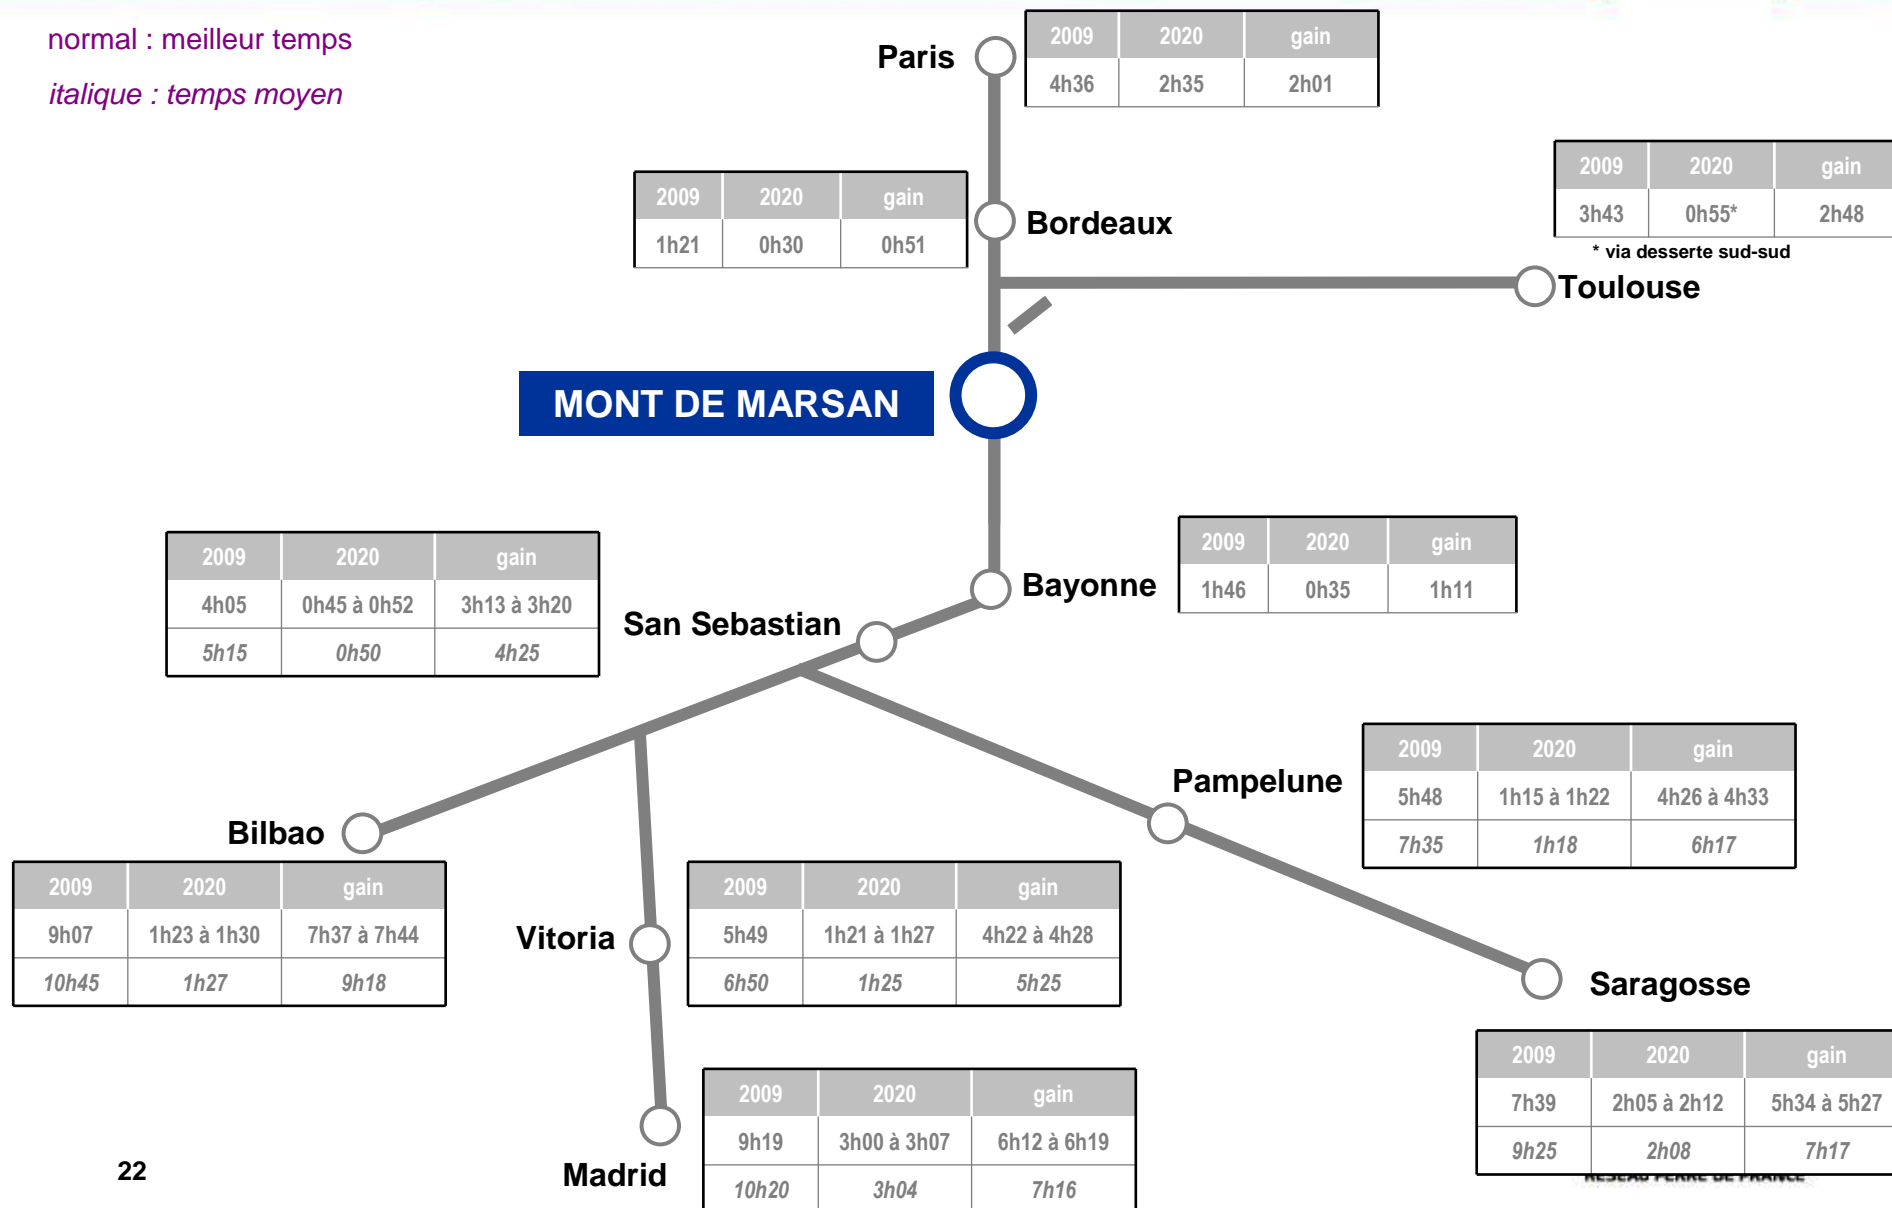 normal : meilleur temps
italique : temps moyen
Paris
2009 2020 gain
4h36 2h35 2h01
2009 2020 gain
1h21 0h30 0h51
Bordeaux
2009 2020 gain
3h43 0h55* 2h48
* via desserte sud-sud
Toulouse
MONT DE MARSAN
2009 2020 gain
4h05 0h45 à 0h52 3h13 à 3h20
5h15 0h50 4h25
San Sebastian
Bayonne
2009 2020 gain
1h46 0h35 1h11
Pampelune
2009 2020 gain
5h48 1h15 à 1h22 4h26 à 4h33
7h35 1h18 6h17
Bilbao
2009 2020 gain
9h07 1h23 à 1h30 7h37 à 7h44
10h45 1h27 9h18
Vitoria
2009 2020 gain
5h49 1h21 à 1h27 4h22 à 4h28
6h50 1h25 5h25
Saragosse
2009 2020 gain
7h39 2h05 à 2h12 5h34 à 5h27
9h25 2h08 7h17
Madrid
2009 2020 gain
9h19 3h00 à 3h07 6h12 à 6h19
10h20 3h04 7h16
22
RESEAU FERRE DE FRANCE